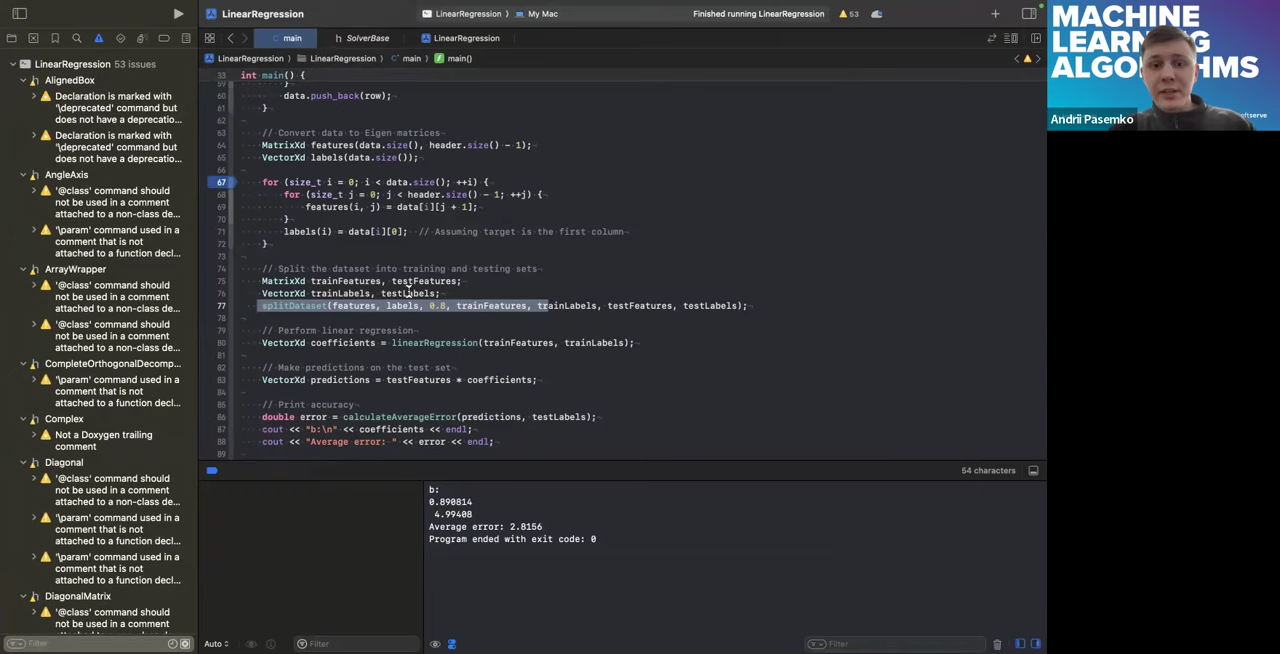 LinearRegression
LinearRegression 〉 My Mac
Finished running LinearRegression
53
main
SolverBase
LinearRegression
LinearRegression 〉 LinearRegression 〉 main 〉 main()
LinearRegression 53 issues
AlignedBox
Declaration is marked with
'\deprecated' command but
does not have a deprecatio...
Declaration is marked with
'\deprecated' command but
does not have a deprecatio...
AngleAxis
'@class' command should
not be used in a comment
attached to a non-class de...
'\param' command used in a
comment that is not
attached to a function decl...
ArrayWrapper
'@class' command should
not be used in a comment
attached to a non-class de...
'@class' command should
not be used in a comment
attached to a non-class de...
CompleteOrthogonalDecomp...
'\param' command used in a
comment that is not
attached to a function decl...
Complex
Not a Doxygen trailing
comment
Diagonal
'@class' command should
not be used in a comment
attached to a non-class de...
'\param' command used in a
comment that is not
attached to a function decl...
'\param' command used in a
comment that is not
attached to a function decl...
DiagonalMatrix
'@class' command should
not be used in a comment
Filter
33 int main() {
59 }
60 data.push_back(row);
61 }
62
63 // Convert data to Eigen matrices
64 MatrixXd features(data.size(), header.size() - 1);
65 VectorXd labels(data.size());
66
67 for (size_t i = 0; i < data.size(); ++i) {
68 for (size_t j = 0; j < header.size() - 1; ++j) {
69 features(i, j) = data[i][j + 1];
70 }
71 labels(i) = data[i][0]; // Assuming target is the first column
72 }
73
74 // Split the dataset into training and testing sets
75 MatrixXd trainFeatures, testFeatures;
76 VectorXd trainLabels, testLabels;
77 splitDataset(features, labels, 0.8, trainFeatures, trainLabels, testFeatures, testLabels);
78
79 // Perform linear regression
80 VectorXd coefficients = linearRegression(trainFeatures, trainLabels);
81
82 // Make predictions on the test set
83 VectorXd predictions = testFeatures * coefficients;
84
85 // Print accuracy
86 double error = calculateAverageError(predictions, testLabels);
87 cout << "b:\n" << coefficients << endl;
88 cout << "Average error: " << error << endl;
89
54 characters
b:
0.890814
4.99408
Average error: 2.8156
Program ended with exit code: 0
Auto
Filter
Filter
MACHINE
LEARNING
ALGORITHMS
Andrii Pasemko